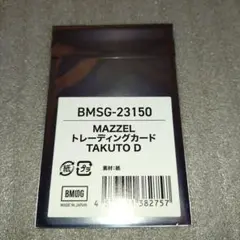 BMSG-23150
MAZZEL
トレーディングカード
TAKUTO D
素材:紙
紙
BMSG
MADE IN JAPAN